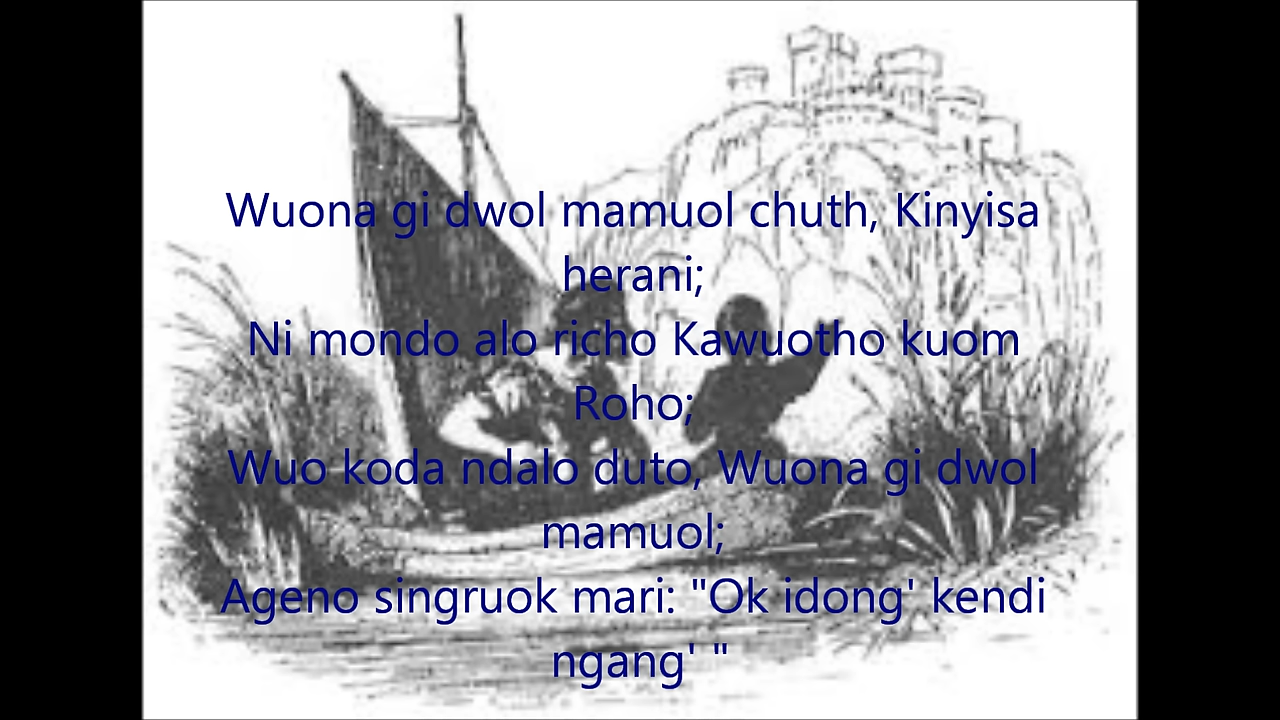 Wuona gi dwol mamuol chuth, Kinyisa
herani;
Ni mondo alo richo Kawuotho kuom
Roho;
Wuo koda ndalo duto, Wuona gi dwol
mamuol;
Ageno singruok mari: "Ok idong' kendi
ngang' "